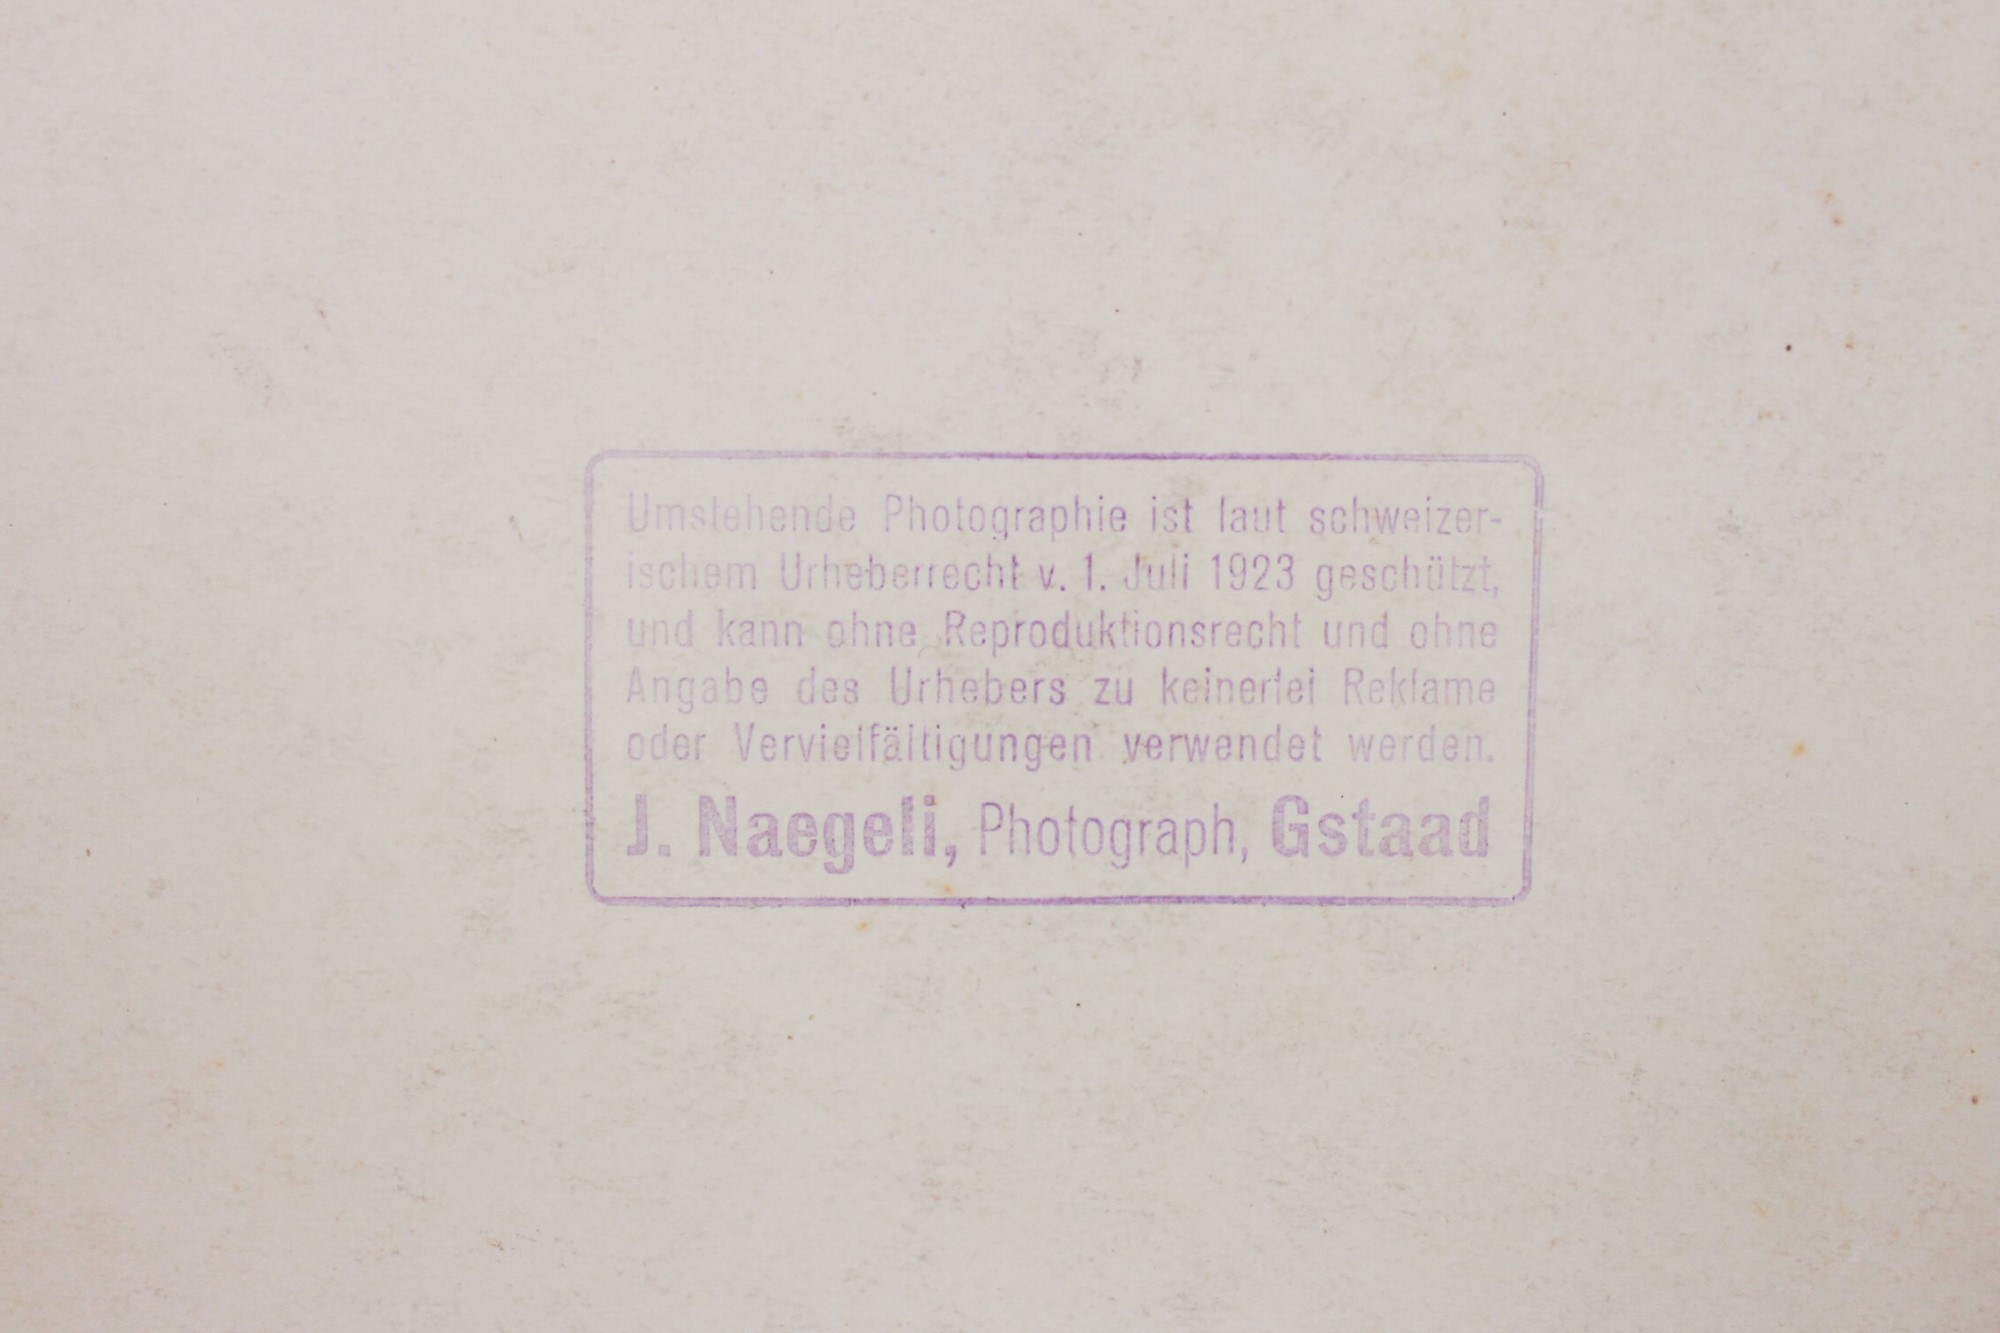 Umstehende Photographie ist laut schweizer-
ischem Urheberrecht v. 1. Juli 1923 geschützt,
und kann ohne Reproduktionsrecht und ohne
Angabe des Urhebers zu keinerlei Reklame
oder Vervielfältigungen verwendet werden.
J. Naegeli, Photograph, Gstaad